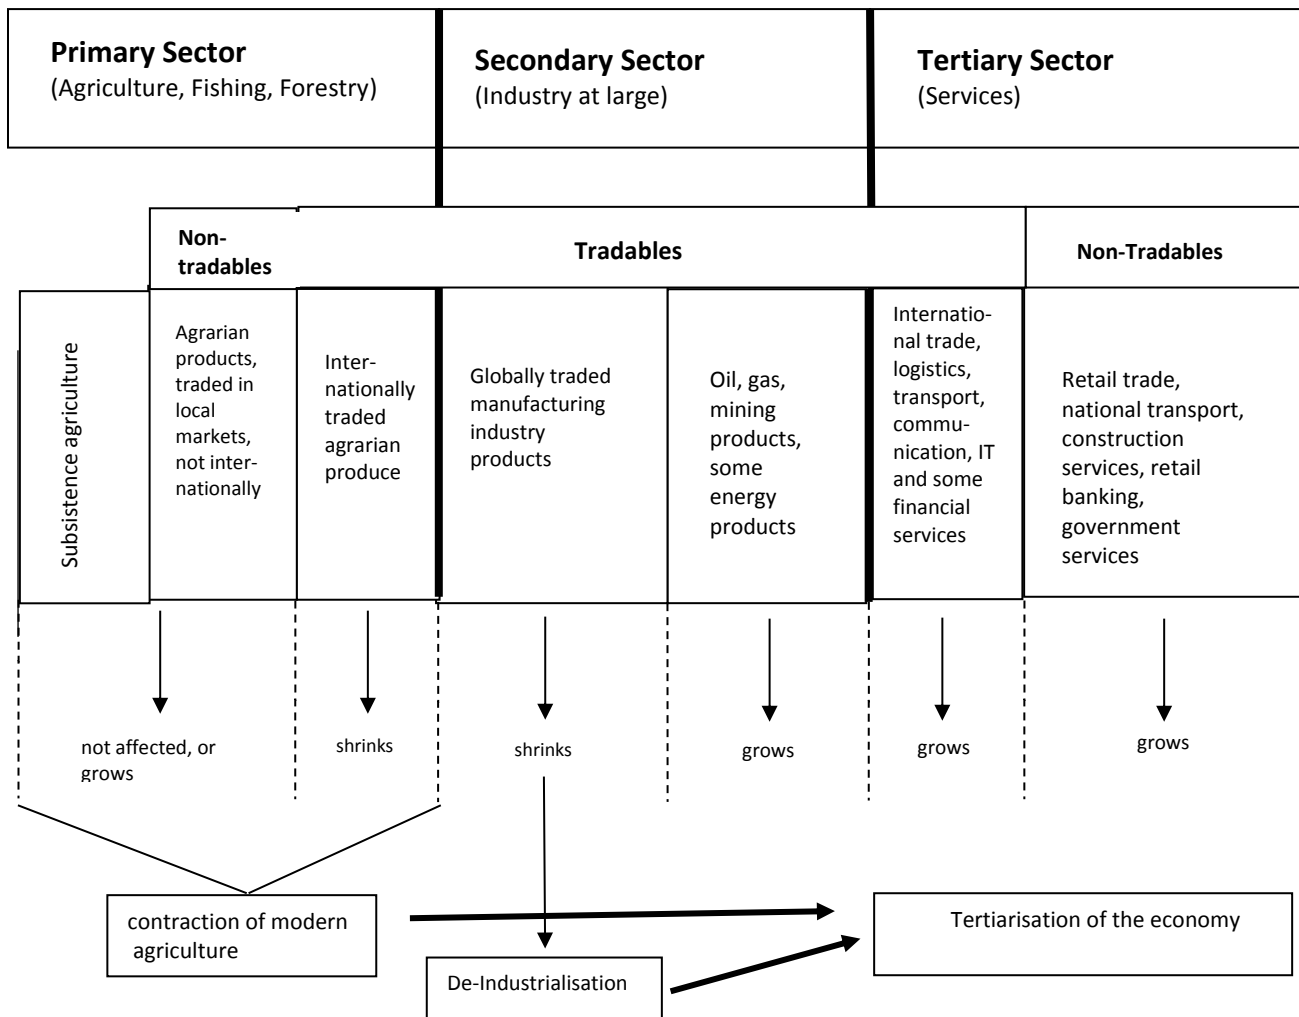 Primary Sector
(Agriculture, Fishing, Forestry)
Secondary Sector
(Industry at large)
Tertiary Sector
(Services)
Non-
tradables
Tradables
Non-Tradables
Subsistence agriculture
Agrarian
products,
traded in
local
markets,
not inter-
nationally
Inter-
nationally
traded
agrarian
produce
Globally traded
manufacturing
industry
products
Oil, gas,
mining
products,
some
energy
products
Internatio-
nal trade,
logistics,
transport,
commu-
nication, IT
and some
financial
services
Retail trade,
national transport,
construction
services, retail
banking,
government
services
not affected, or
grows
shrinks
shrinks
grows
grows
grows
contraction of modern
agriculture
De-Industrialisation
Tertiarisation of the economy